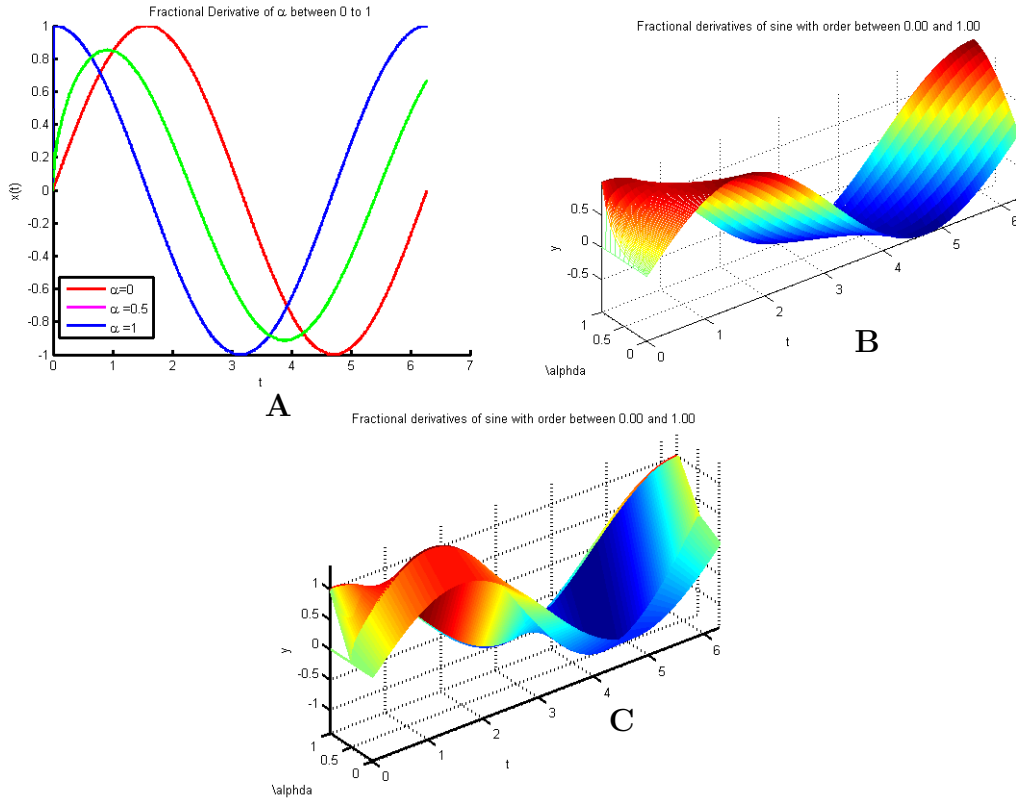 Fractional Derivative of α between 0 to 1
1
0.8
0.6
0.4
0.2
0
-0.2
-0.4
-0.6
-0.8
-1
x(t)
α=0
α =0.5
α =1
0 1 2 3 4 5 6 7
t
A
Fractional derivatives of sine with order between 0.00 and 1.00
0.5
0
-0.5
y
1
0.5
0
\alphda
0 1 2 3 4 5 6
t
B
Fractional derivatives of sine with order between 0.00 and 1.00
1
0.5
0
-0.5
-1
y
1
0.5
0
\alphda
0 1 2 3 4 5 6
t
C